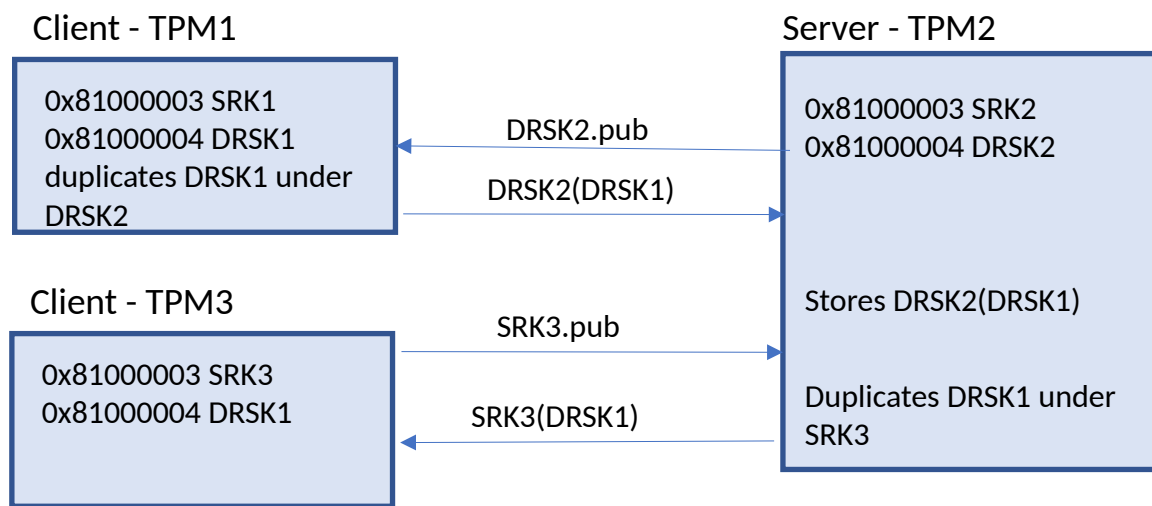 Client - TPM1
0x81000003 SRK1
0x81000004 DRSK1
duplicates DRSK1 under
DRSK2
DRSK2.pub
DRSK2(DRSK1)
Server - TPM2
0x81000003 SRK2
0x81000004 DRSK2
Stores DRSK2(DRSK1)
Duplicates DRSK1 under
SRK3
Client - TPM3
0x81000003 SRK3
0x81000004 DRSK1
SRK3.pub
SRK3(DRSK1)